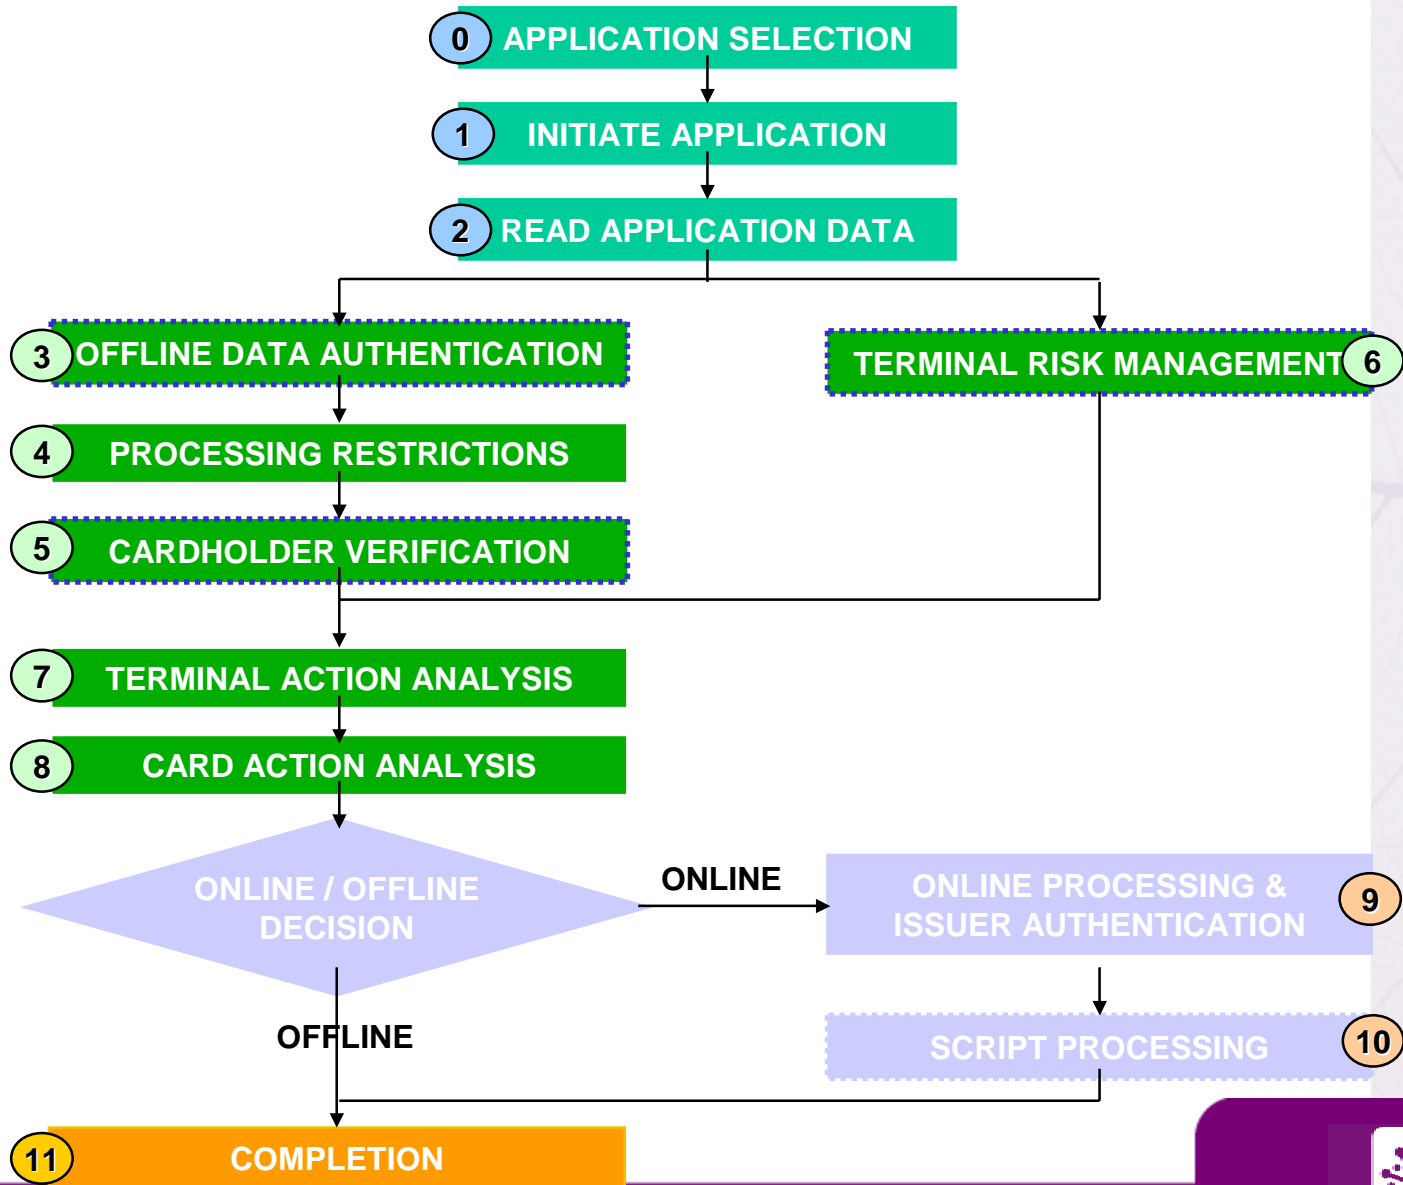 0 APPLICATION SELECTION
1 INITIATE APPLICATION
2 READ APPLICATION DATA
3 OFFLINE DATA AUTHENTICATION
TERMINAL RISK MANAGEMENT 6
4 PROCESSING RESTRICTIONS
5 CARDHOLDER VERIFICATION
7 TERMINAL ACTION ANALYSIS
8 CARD ACTION ANALYSIS
ONLINE / OFFLINE
DECISION
ONLINE
ONLINE PROCESSING &
ISSUER AUTHENTICATION
9
OFFLINE
SCRIPT PROCESSING 10
11 COMPLETION